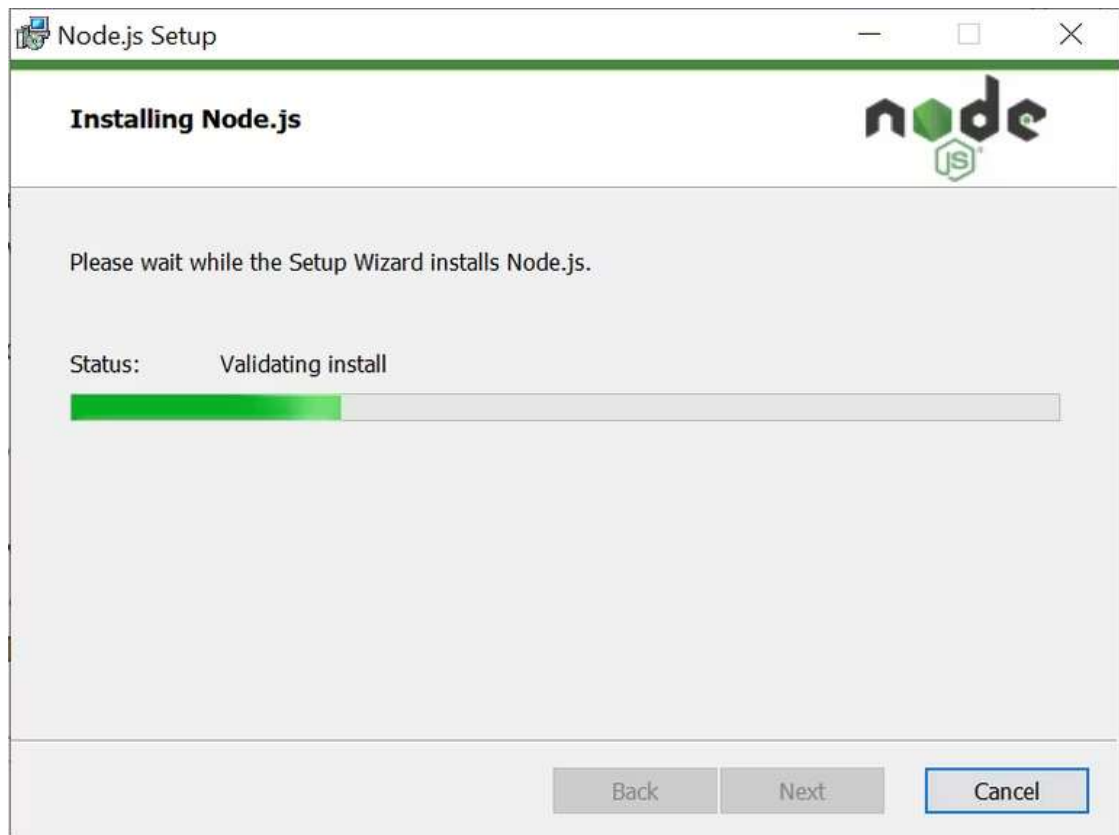 Node.js Setup
Installing Node.js
node
JS
Please wait while the Setup Wizard installs Node.js.
Status: Validating install
Back Next Cancel